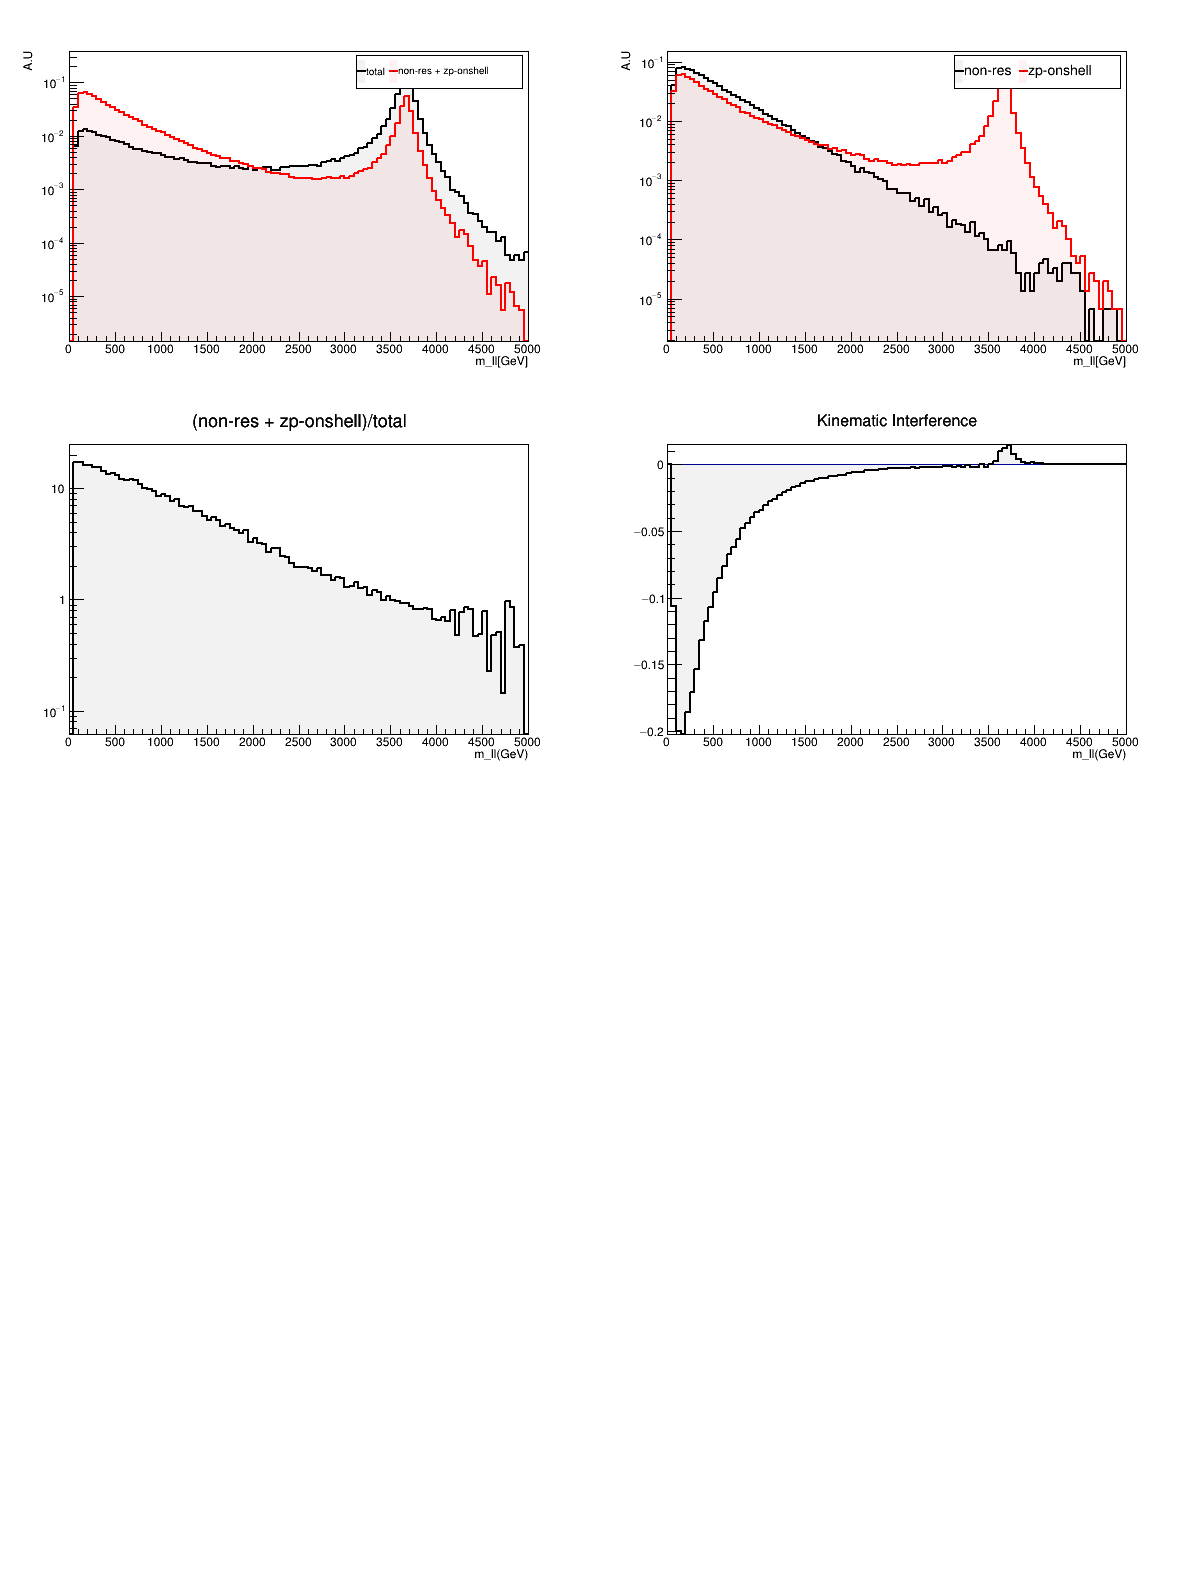 A.U
total non-res + zp-onshell
10⁻¹
10⁻²
10⁻³
10⁻⁴
10⁻⁵
0 500 1000 1500 2000 2500 3000 3500 4000 4500 5000
m_ll[GeV]
A.U
non-res zp-onshell
10⁻¹
10⁻²
10⁻³
10⁻⁴
10⁻⁵
0 500 1000 1500 2000 2500 3000 3500 4000 4500 5000
m_ll[GeV]
(non-res + zp-onshell)/total
10
1
10⁻¹
0 500 1000 1500 2000 2500 3000 3500 4000 4500 5000
m_ll(GeV)
Kinematic Interference
0
−0.05
−0.1
−0.15
−0.2
0 500 1000 1500 2000 2500 3000 3500 4000 4500 5000
m_ll(GeV)